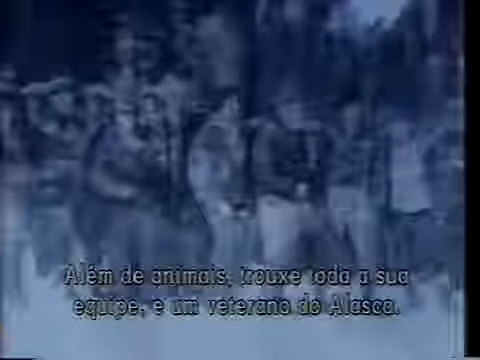 Além de animais, trouxe toda a sua
equipe, e um veterano do Alasca.